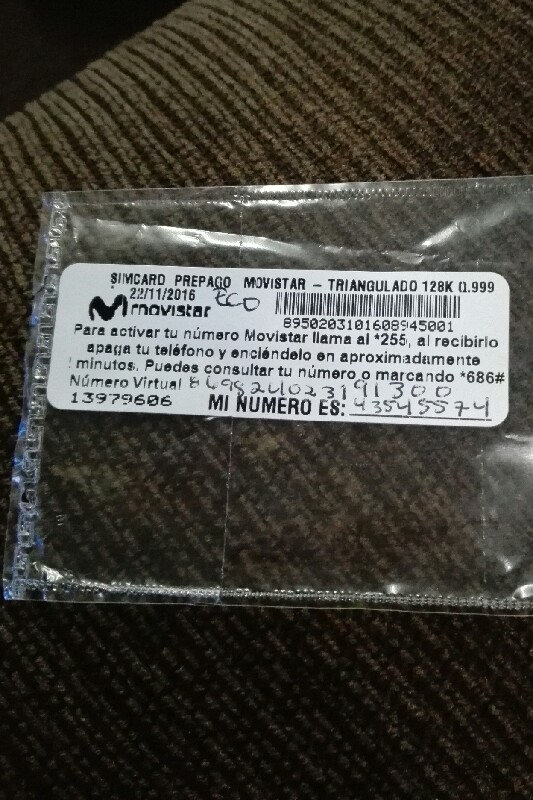 SIMCARD PREPAGO MOVISTAR - TRIANGULADO 128K Q.999
22/11/2016 ECO
movistar
8950203101608945001
Para activar tu número Movistar llama al *255, al recibirlo
apaga tu teléfono y enciéndelo en aproximadamente
minutos. Puedes consultar tu número o marcando *686#
Número Virtual
13979606 MI NUMERO ES: 43545574